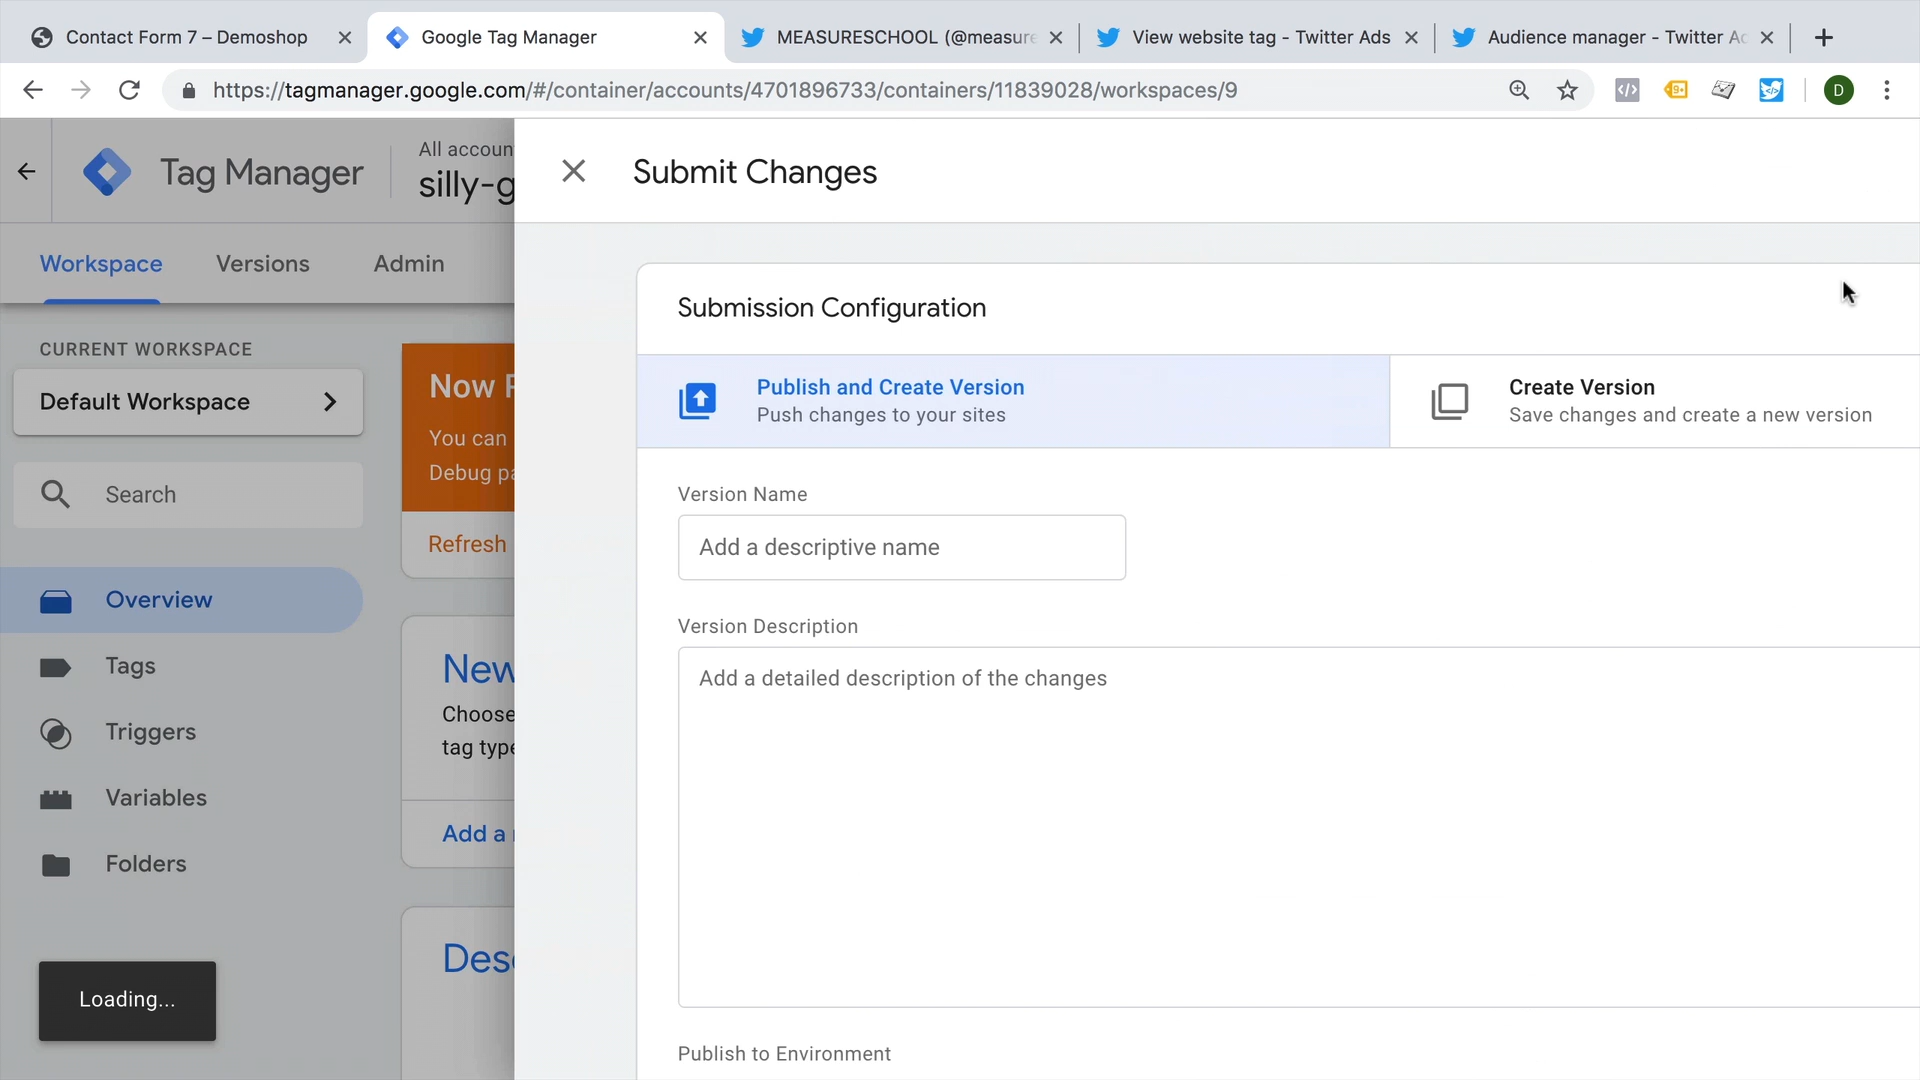 Contact Form 7 – Demoshop
Google Tag Manager
MEASURESCHOOL (@measure
View website tag - Twitter Ads
Audience manager - Twitter Ad
https://tagmanager.google.com/#/container/accounts/4701896733/containers/11839028/workspaces/9
9+
D
Tag Manager
All accoun
silly-g
Submit Changes
Workspace
Versions
Admin
Submission Configuration
CURRENT WORKSPACE
Default Workspace
Now P
You can
Debug pa
Refresh
Publish and Create Version
Push changes to your sites
Create Version
Save changes and create a new version
Search
Version Name
Add a descriptive name
Overview
Tags
Triggers
Variables
Folders
New
Choose
tag type
Add a
Version Description
Add a detailed description of the changes
Desc
Loading...
Publish to Environment